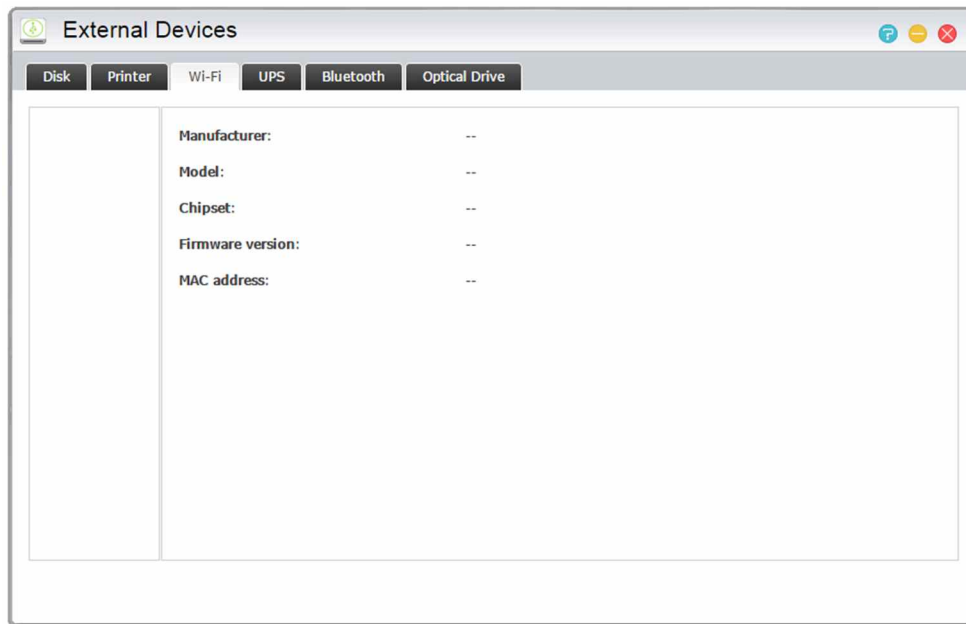 External Devices
Disk Printer Wi-Fi UPS Bluetooth Optical Drive
Manufacturer: --
Model: --
Chipset: --
Firmware version: --
MAC address: --